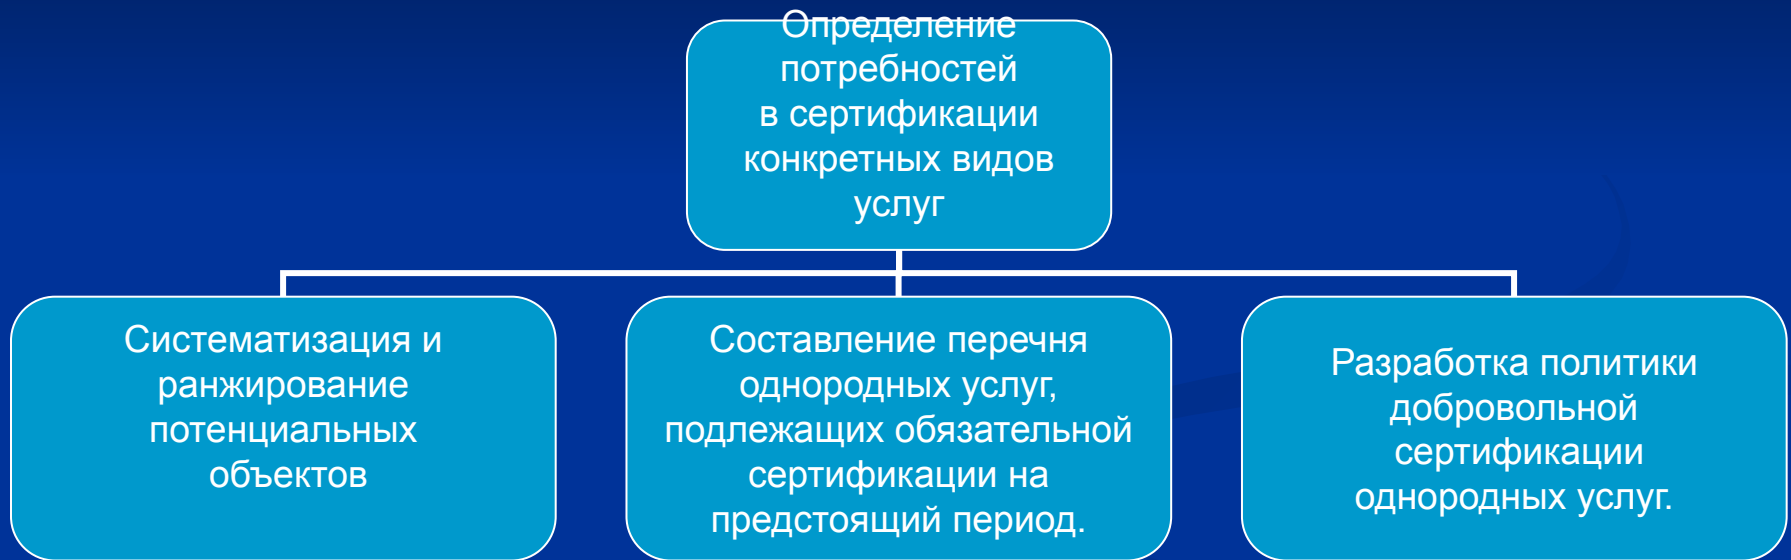 Определение
потребностей
в сертификации
конкретных видов
услуг
Систематизация и
ранжирование
потенциальных
объектов
Составление перечня
однородных услуг,
подлежащих обязательной
сертификации на
предстоящий период.
Разработка политики
добровольной
сертификации
однородных услуг.